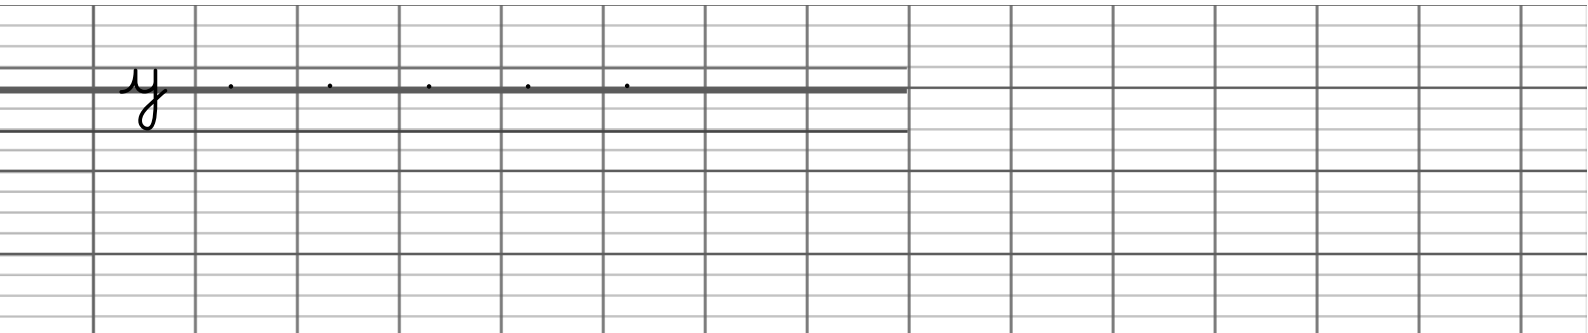 y . . . . .